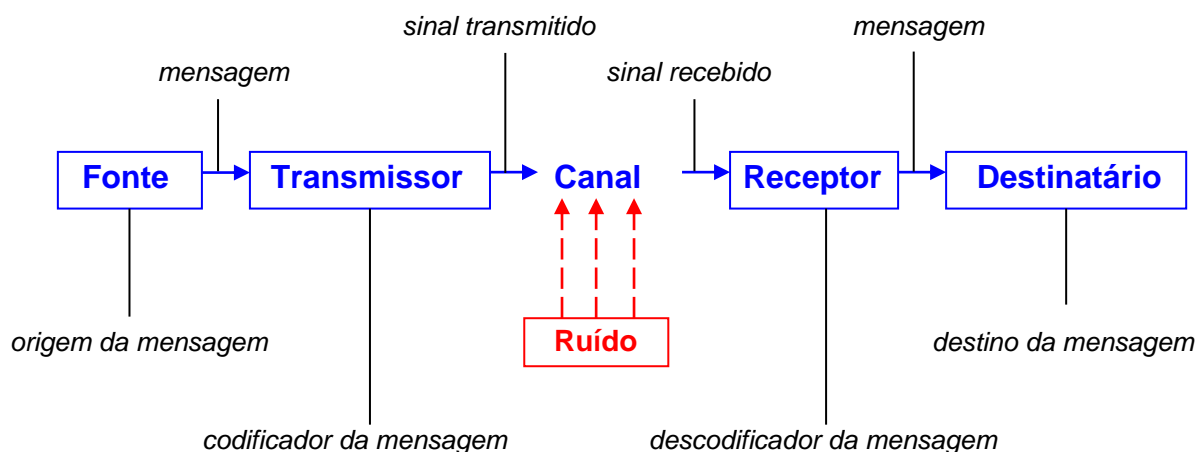 sinal transmitido
mensagem
mensagem
sinal recebido
Fonte
Transmissor
Canal
Receptor
Destinatário
Ruído
origem da mensagem
destino da mensagem
codificador da mensagem
descodificador da mensagem